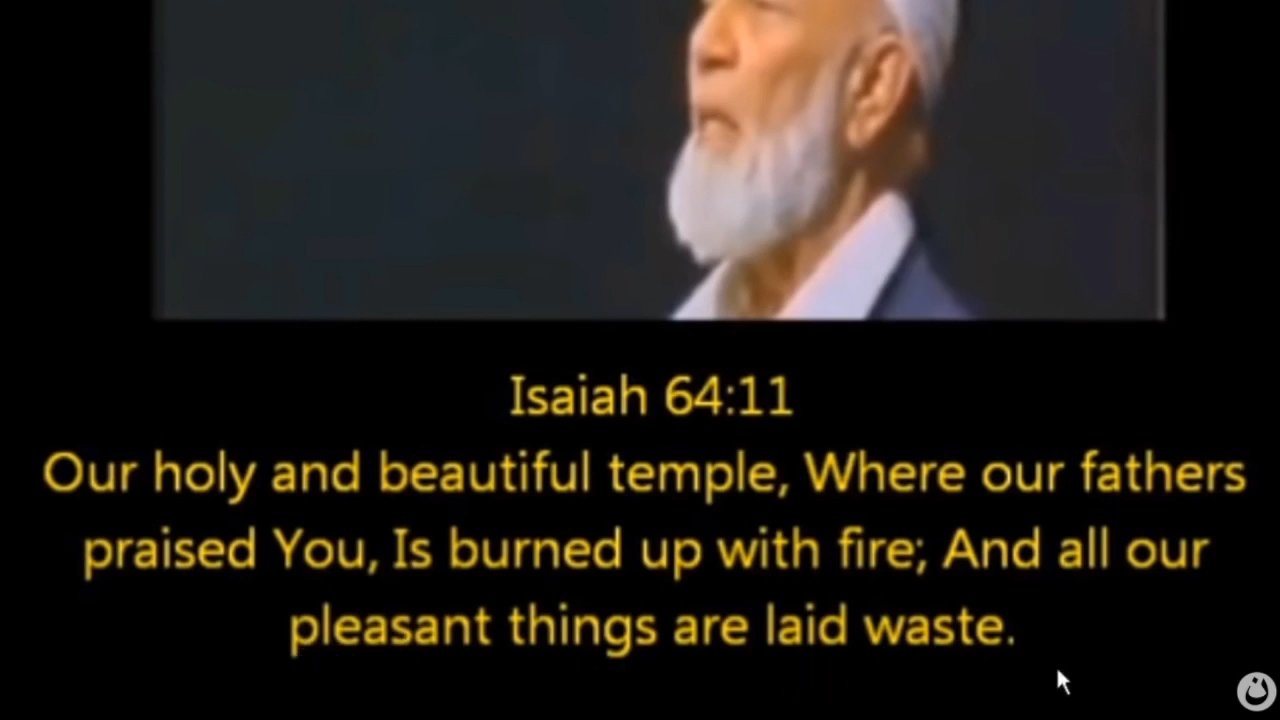 Isaiah 64:11
Our holy and beautiful temple, Where our fathers
praised You, Is burned up with fire; And all our
pleasant things are laid waste.